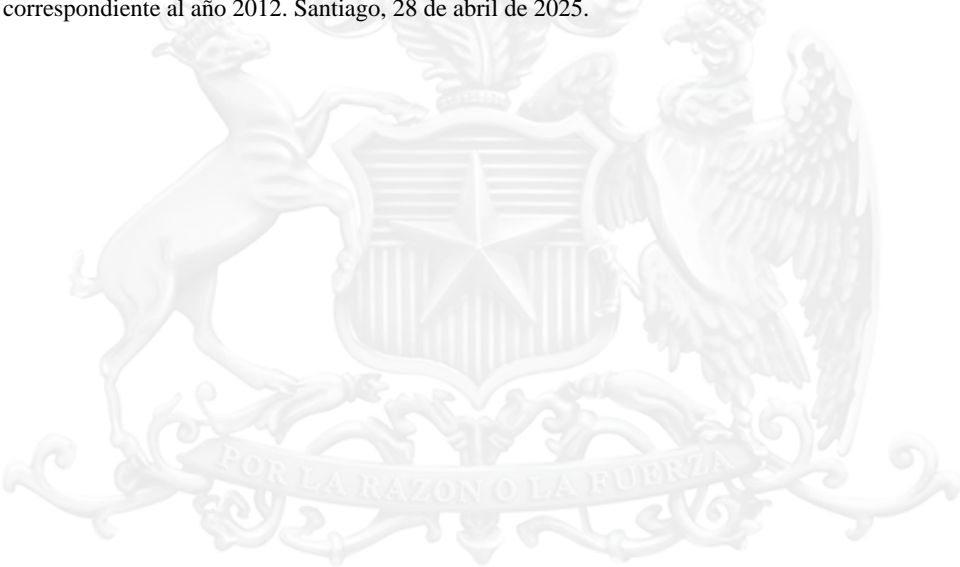 correspondiente al año 2012. Santiago, 28 de abril de 2025.
POR LA RAZON O LA FUERZA